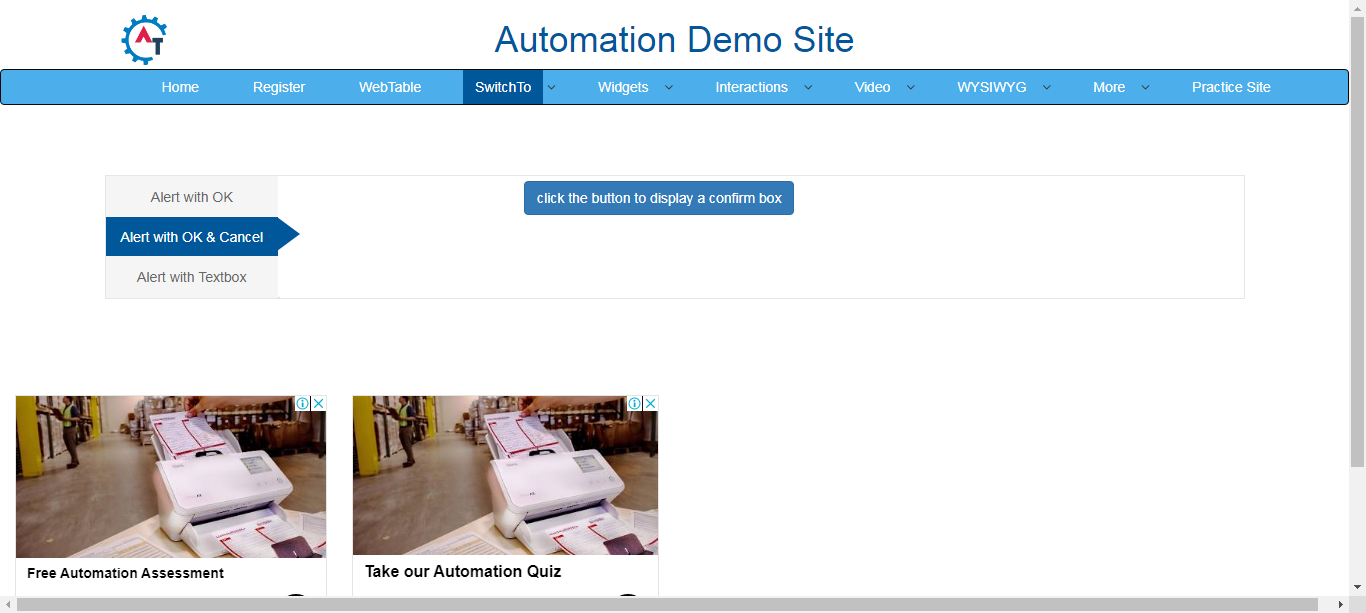 Automation Demo Site
Home Register WebTable SwitchTo Widgets Interactions Video WYSIWYG More Practice Site
Alert with OK
click the button to display a confirm box
Alert with OK & Cancel
Alert with Textbox
Free Automation Assessment
Take our Automation Quiz